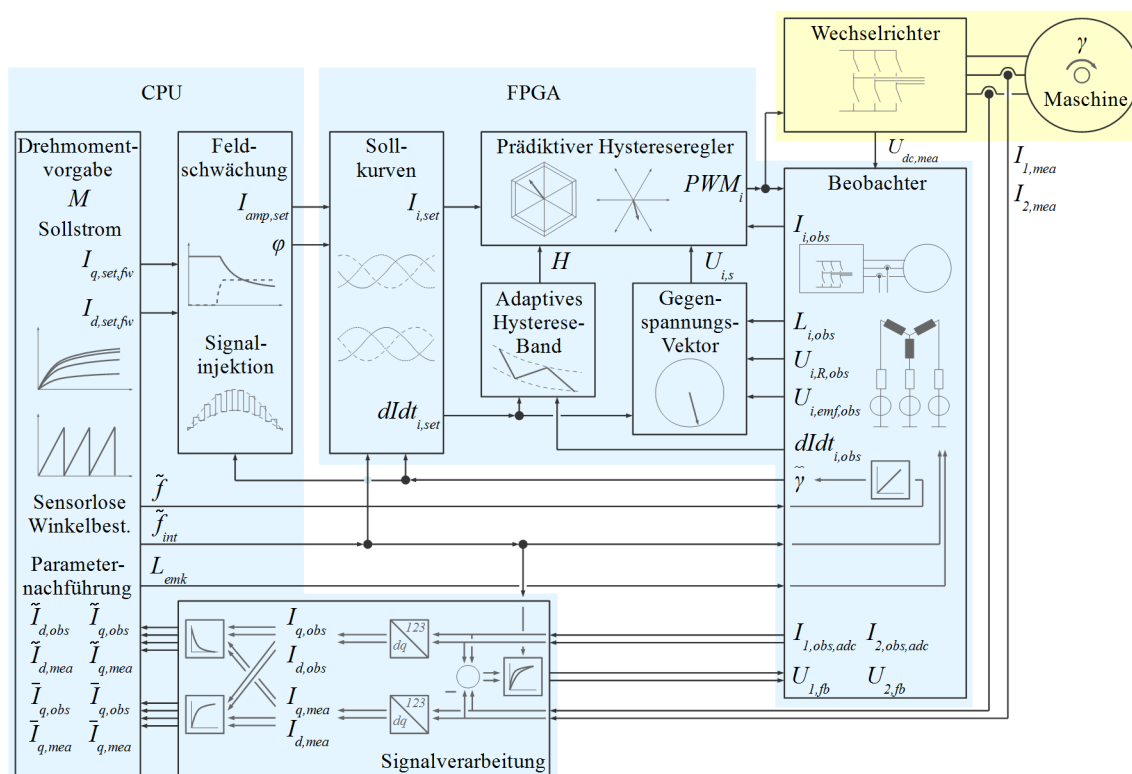 Wechselrichter
γ
Maschine
CPU
FPGA
U_dc,mea
I_1,mea
I_2,mea
Drehmoment-
vorgabe
M
Sollstrom
I_q,set,fw
I_d,set,fw
Sensorlose
Winkelbest.
Parameter-
nachführung
Feld-
schwächung
I_amp,set
φ
Signal-
injektion
Soll-
kurven
I_i,set
dIdt_i,set
Prädiktiver Hystereseregler
PWM_i
H
U_i,s
Adaptives
Hysterese-
Band
Gegen-
spannungs-
Vektor
Beobachter
I_i,obs
L_i,obs
U_i,R,obs
U_i,emf,obs
dIdt_i,obs
γ̃
f̃
f̃_int
L_emk
Ĩ_d,obs Ĩ_q,obs
Ĩ_d,mea Ĩ_q,mea
Ī_q,obs Ī_q,obs
Ī_q,mea Ī_q,mea
I_q,obs
I_d,obs
I_q,mea
I_d,mea
123
dq
123
dq
–
–
Signalverarbeitung
I_1,obs,adc I_2,obs,adc
U_1,fb U_2,fb